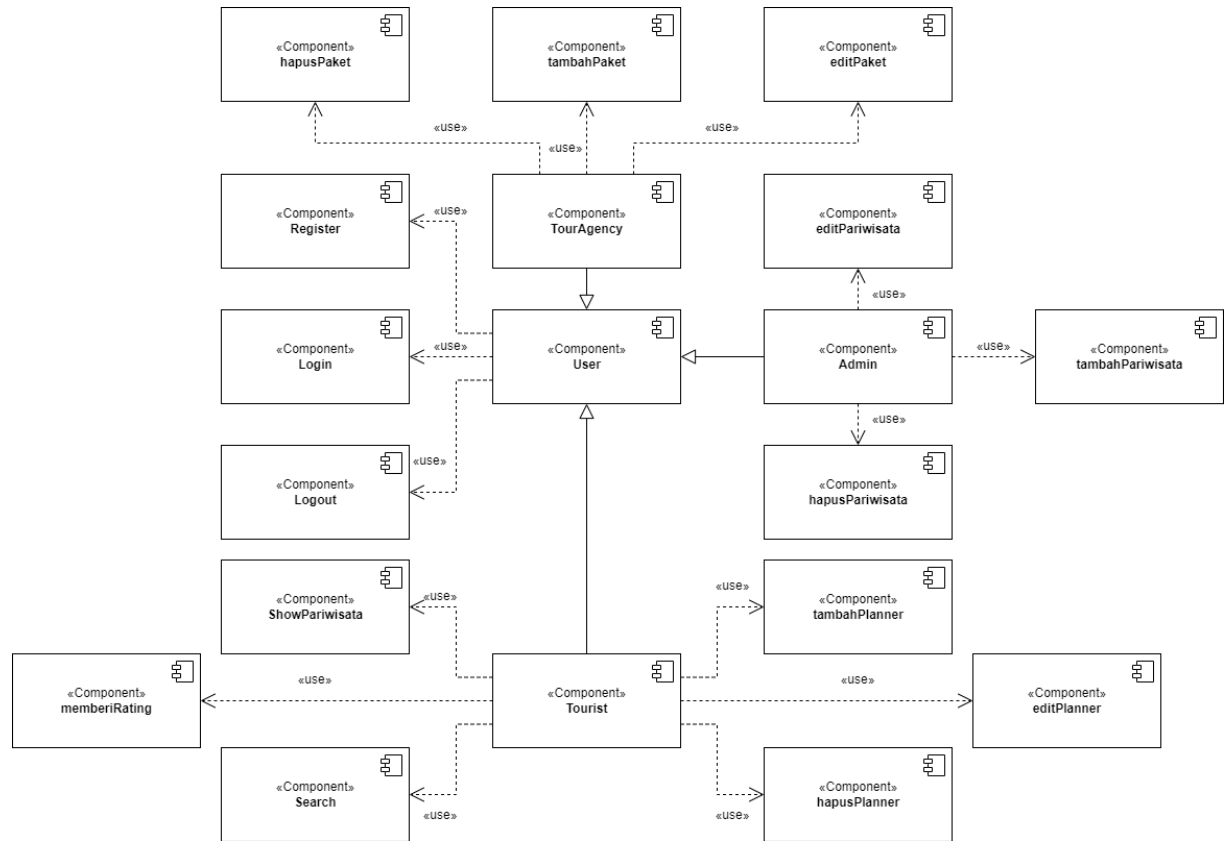 «Component»
hapusPaket
«Component»
tambahPaket
«Component»
editPaket
«use»
«use»
«use»
«Component»
Register
«use»
«Component»
TourAgency
«Component»
editPariwisata
«use»
«Component»
Login
«use»
«Component»
User
«Component»
Admin
«use»
«Component»
tambahPariwisata
«use»
«Component»
Logout
«use»
«Component»
hapusPariwisata
«Component»
ShowPariwisata
«use»
«use»
«Component»
tambahPlanner
«Component»
memberiRating
«use»
«Component»
Tourist
«use»
«Component»
editPlanner
«Component»
Search
«use»
«use»
«Component»
hapusPlanner